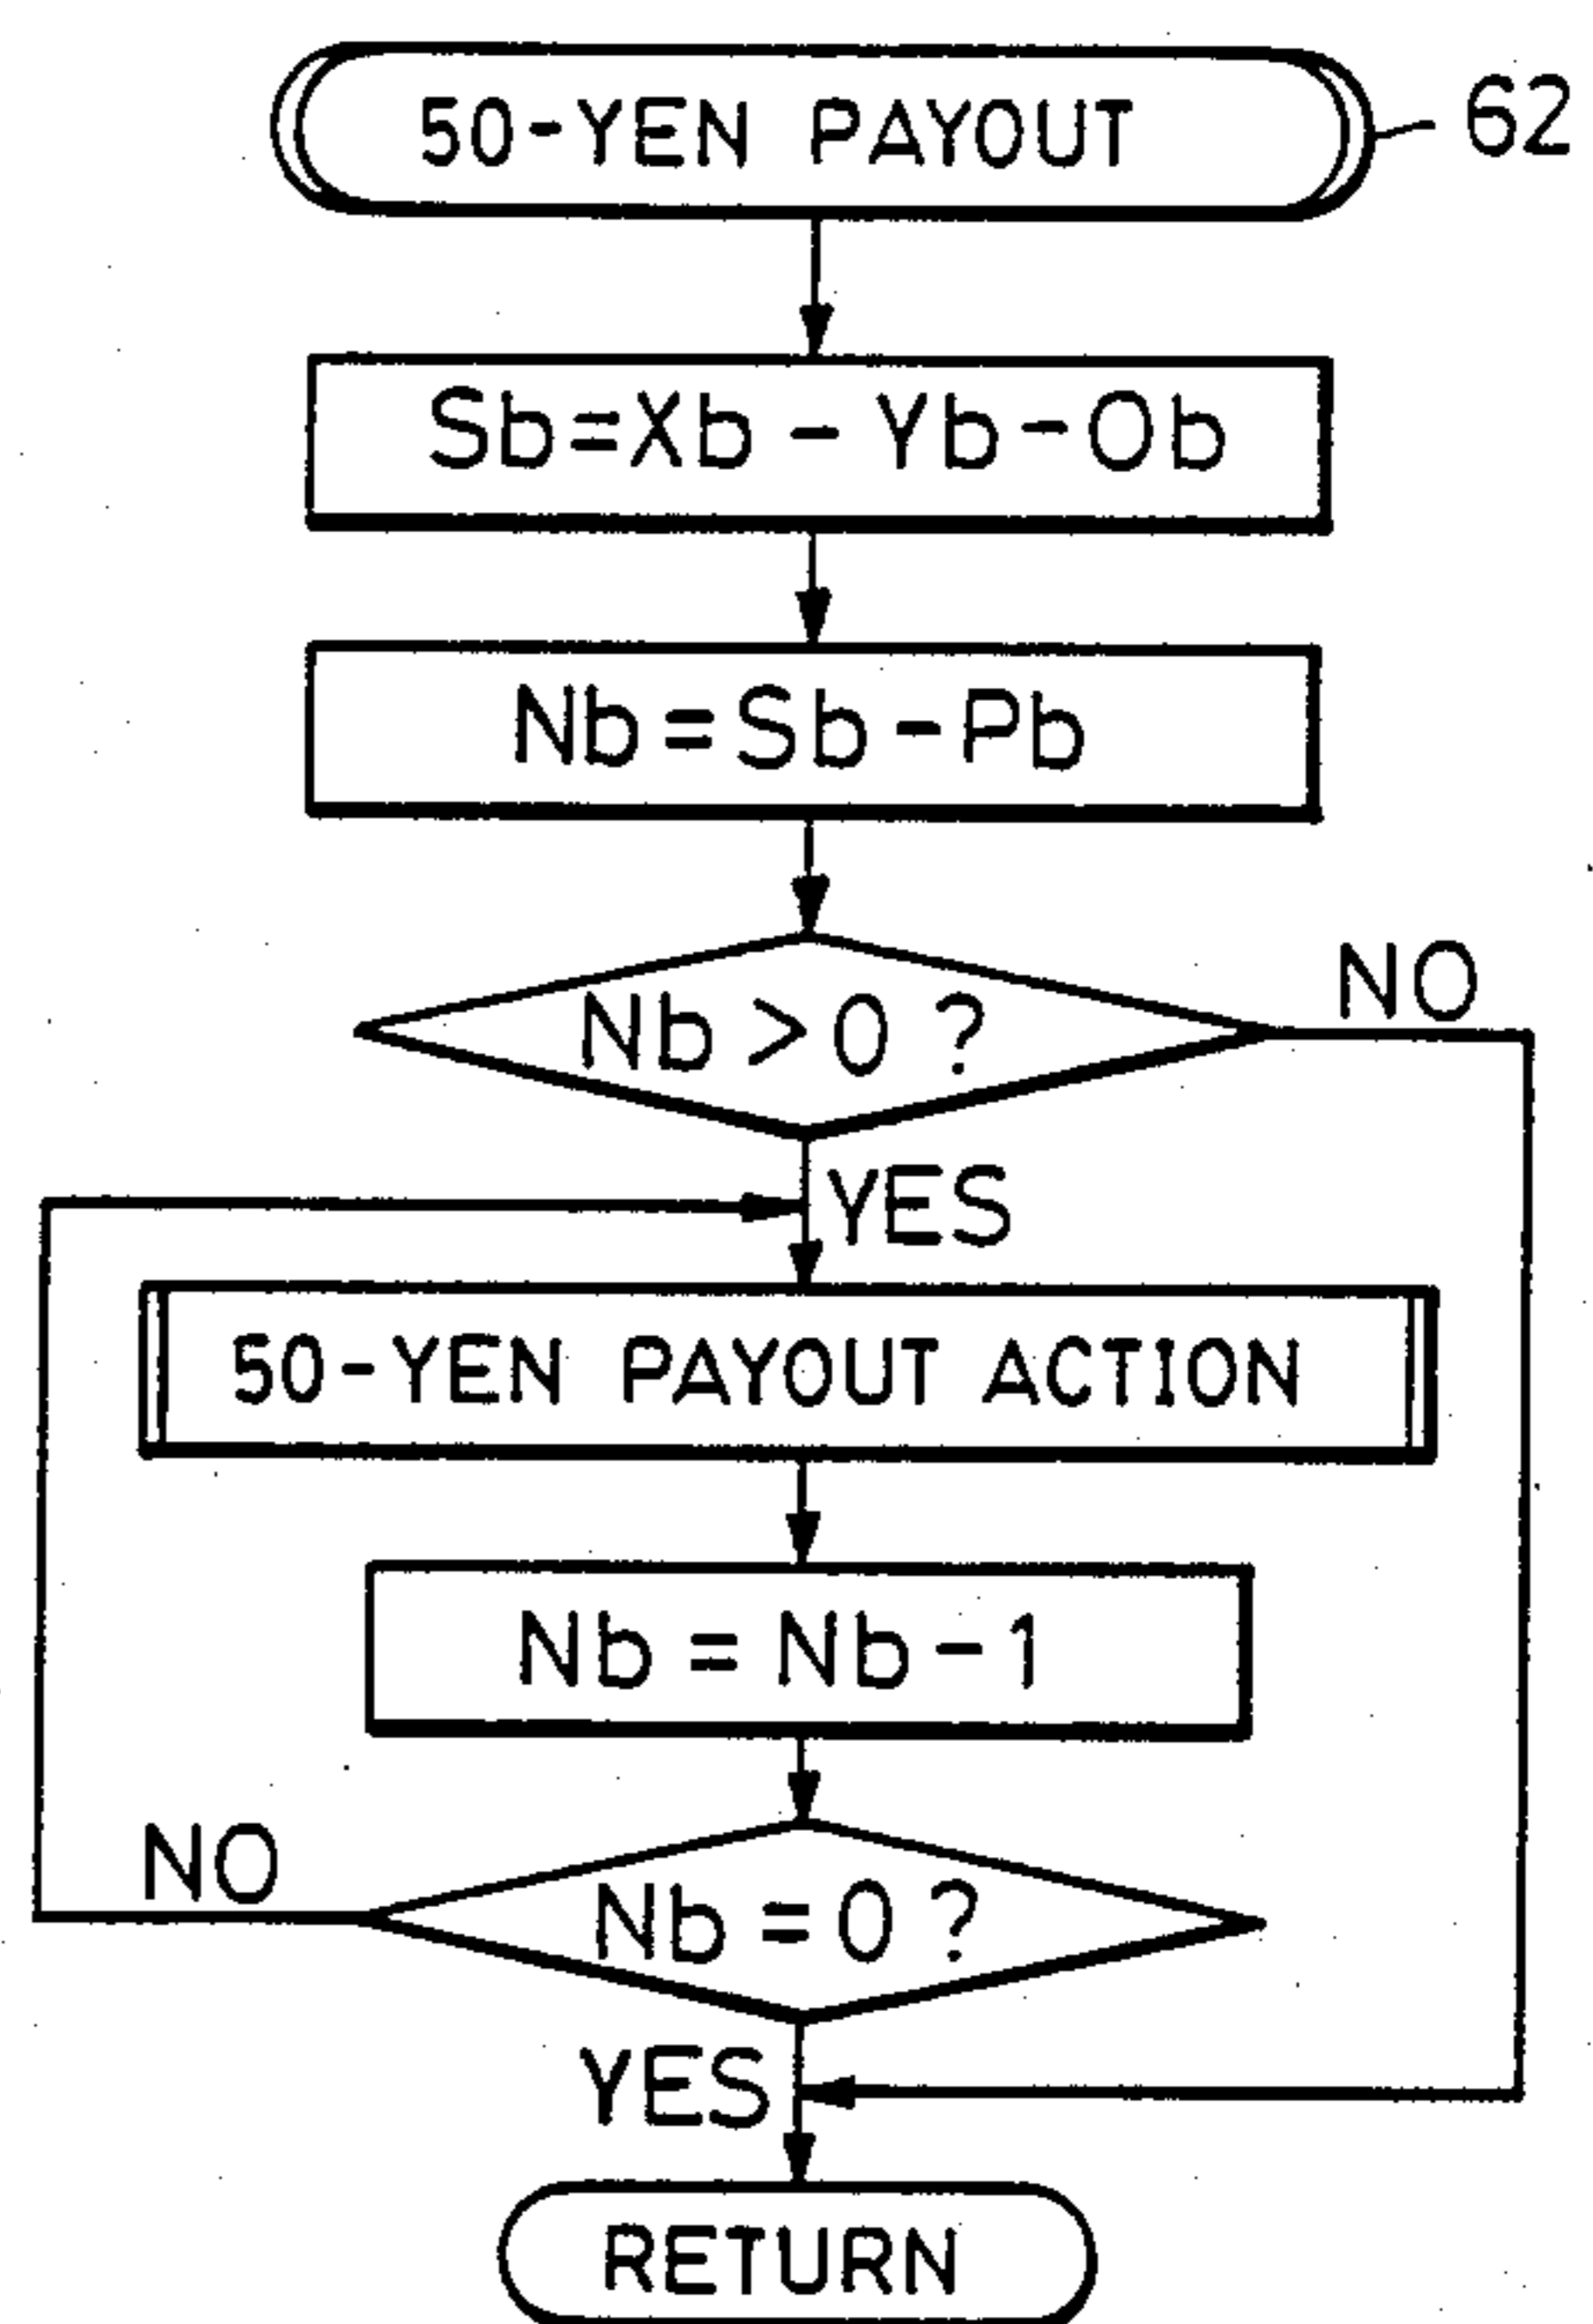 50-YEN PAYOUT
62
Sb=Xb-Yb-Ob
Nb=Sb-Pb
Nb>0?
NO
YES
50-YEN PAYOUT ACTION
Nb=Nb-1
NO
Nb=0?
YES
RETURN